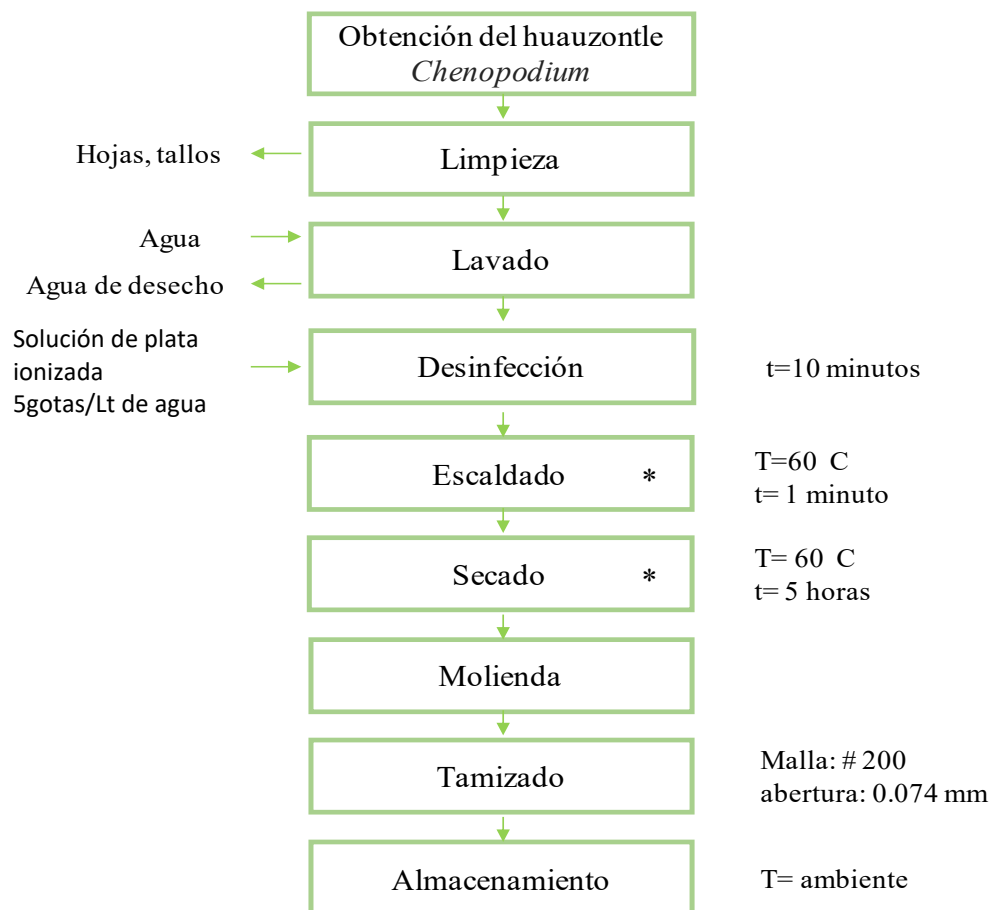 Obtención del huauzontle
Chenopodium
Hojas, tallos
Limpieza
Agua
Agua de desecho
Lavado
Solución de plata
ionizada
5gotas/Lt de agua
Desinfección
t=10 minutos
Escaldado *
T=60 C
t= 1 minuto
Secado *
T= 60 C
t= 5 horas
Molienda
Tamizado
Malla: # 200
abertura: 0.074 mm
Almacenamiento
T= ambiente